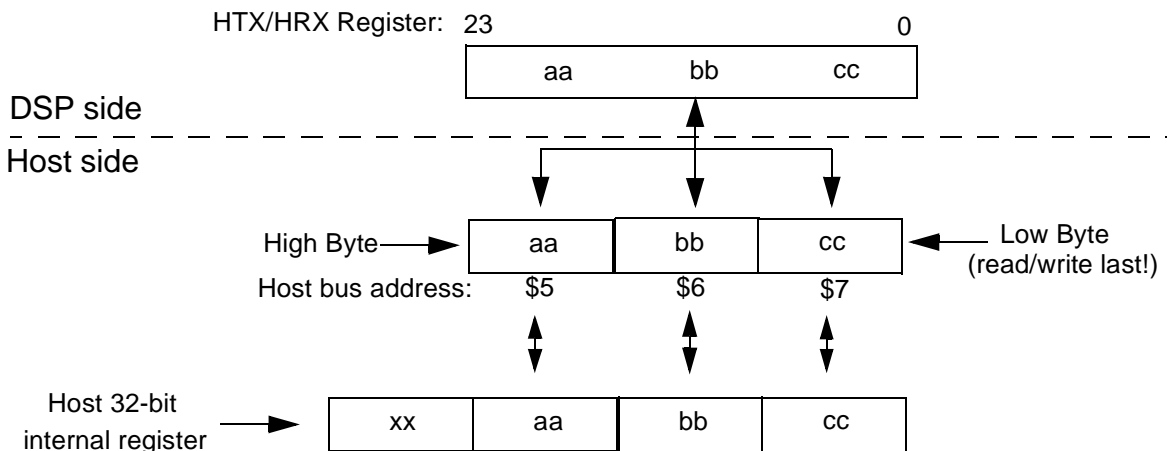 HTX/HRX Register: 23 0
aa bb cc
DSP side
Host side
High Byte aa bb cc Low Byte
(read/write last!)
Host bus address: $5 $6 $7
Host 32-bit
internal register
xx aa bb cc